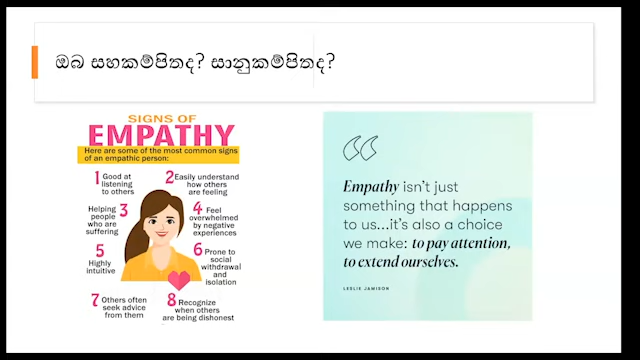 ඔබ සහකම්පිතද? සානුකම්පිතද?
SIGNS OF
EMPATHY
Here are some of the most common signs
of an empathic person:
1 Good at
listening
to others
2 Easily understand
how others
are feeling
Helping 3
people
who are
suffering
4 Feel
overwhelmed
by negative
experiences
5
Highly
intuitive
6 Prone to
social
withdrawal
and
isolation
7 Others often
seek advice
from them
8 Recognize
when others
are being dishonest
Empathy isn't just
something that happens
to us...it's also a choice
we make: to pay attention,
to extend ourselves.
LESLIE JAMISON